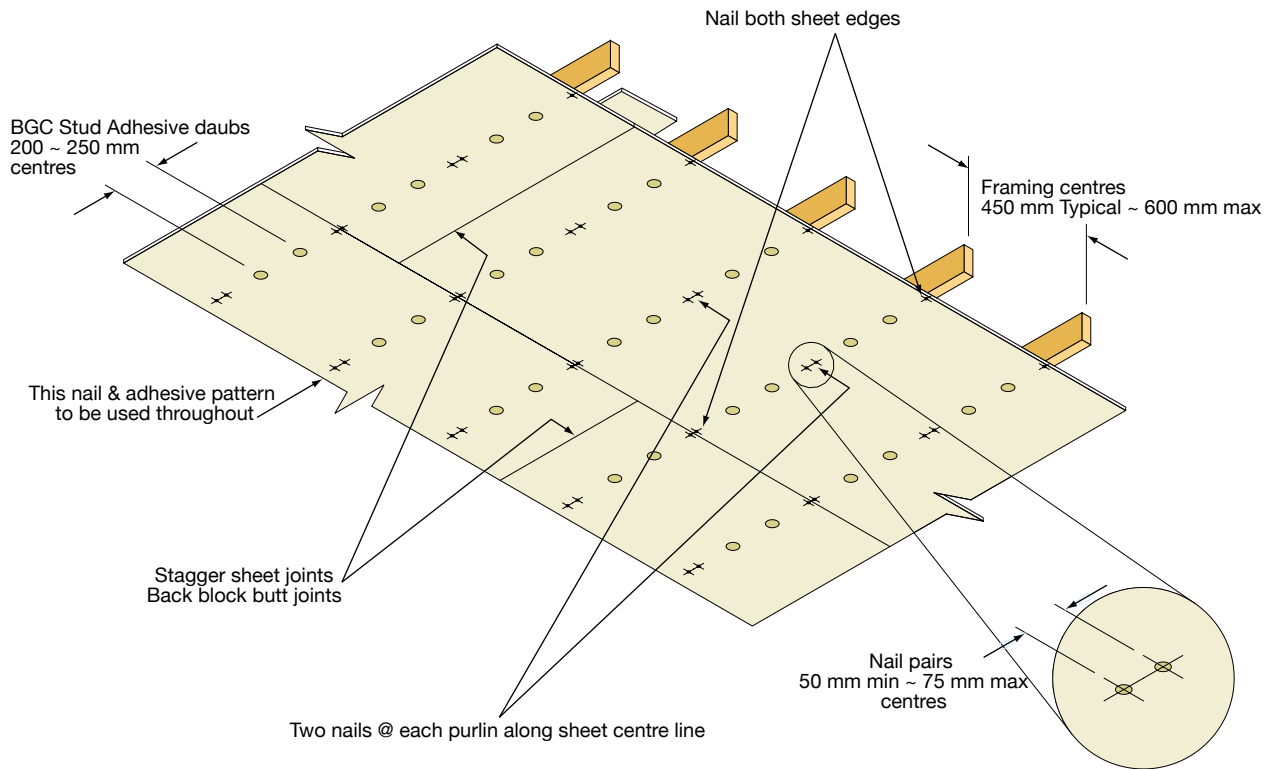 Nail both sheet edges
BGC Stud Adhesive daubs
200 ~ 250 mm
centres
Framing centres
450 mm Typical ~ 600 mm max
This nail & adhesive pattern
to be used throughout
Stagger sheet joints
Back block butt joints
Nail pairs
50 mm min ~ 75 mm max
centres
Two nails @ each purlin along sheet centre line